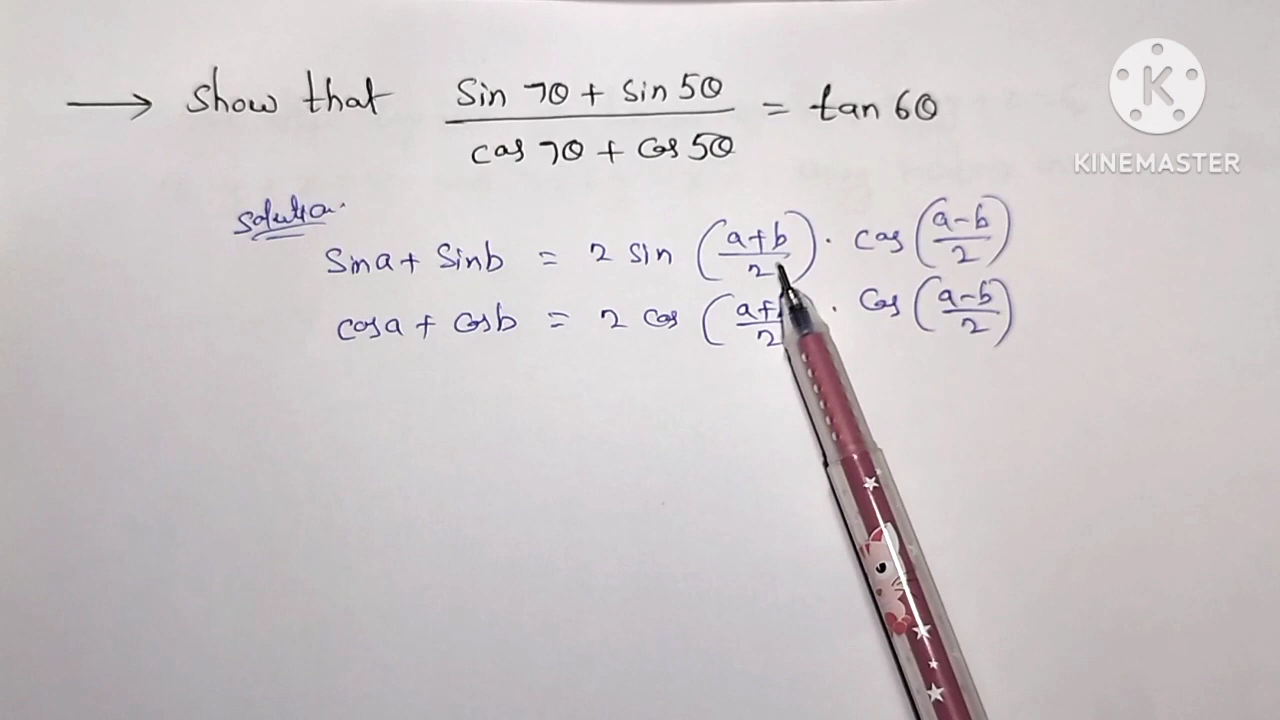 → Show that (sin 7θ + sin 5θ)/(cos 7θ + cos 5θ) = tan 6θ
K
KINEMASTER
Solution.
Sin a + Sin b = 2 sin ((a+b)/2) · cos ((a-b)/2)
cos a + cos b = 2 cos ((a+)/2) · cos ((a-b)/2)